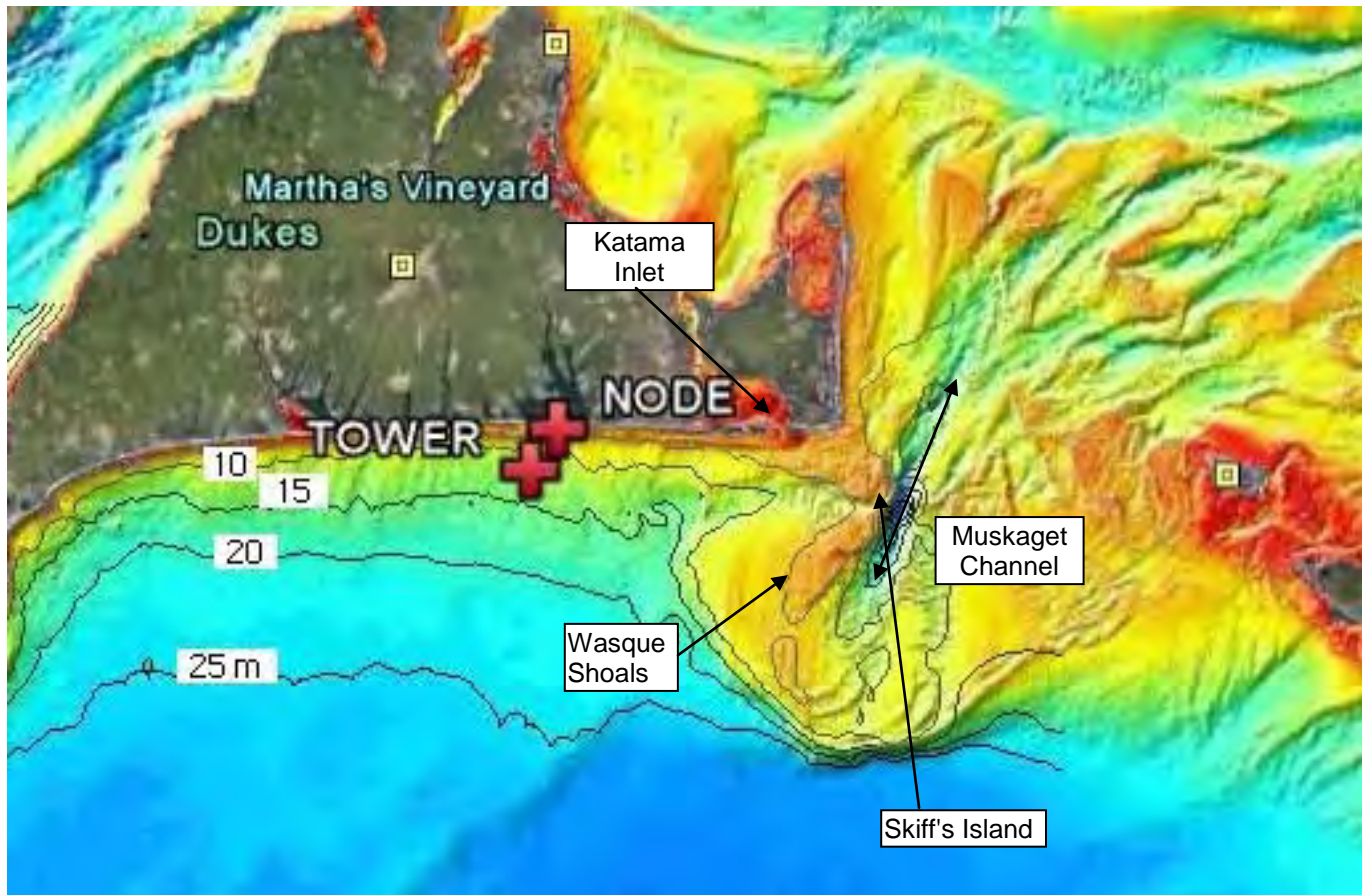 Martha's Vineyard
Dukes
Katama
Inlet
NODE
TOWER
10
15
20
25 m
Muskaget
Channel
Wasque
Shoals
Skiff's Island